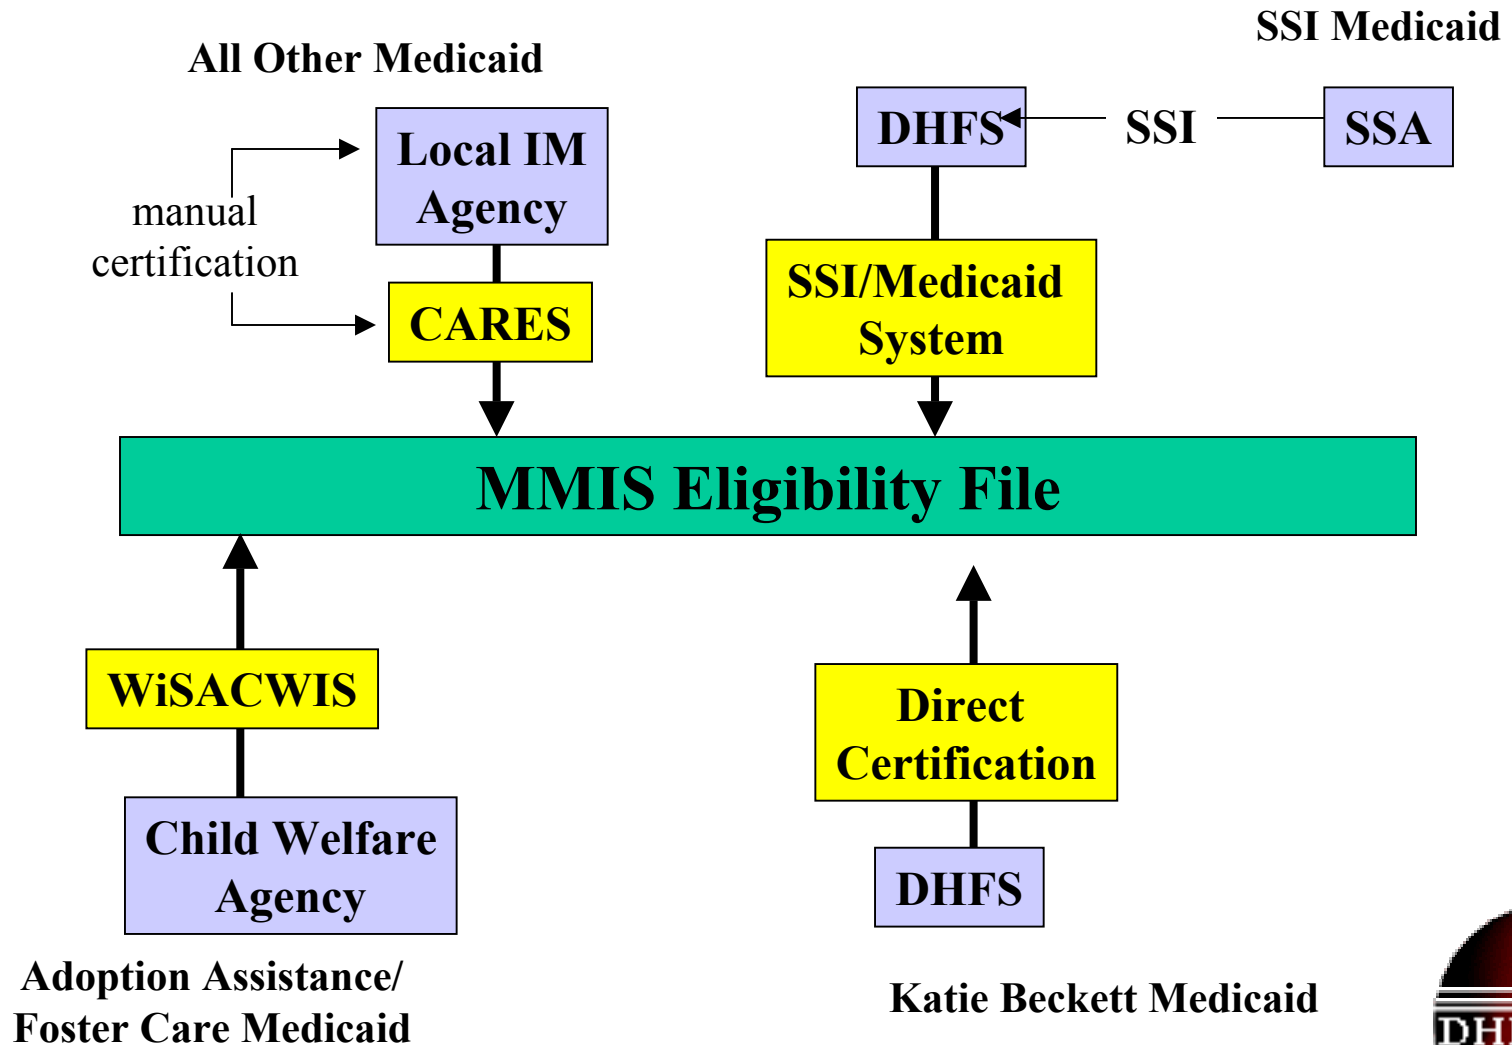 SSI Medicaid
All Other Medicaid
Local IM
Agency
manual
certification
CARES
DHFS
SSI
SSA
SSI/Medicaid
System
MMIS Eligibility File
WiSACWIS
Child Welfare
Agency
Adoption Assistance/
Foster Care Medicaid
Direct
Certification
DHFS
Katie Beckett Medicaid